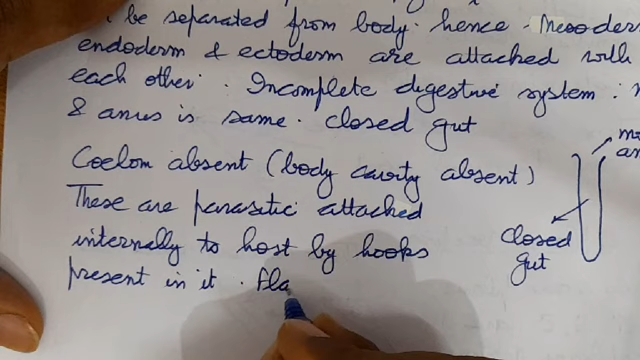 be separated from body. hence. Mesoder
endoderm & ectoderm are attached with
each other. Incomplete digestive system:
& anus is same. closed gut
Coelom absent (body cavity absent)
These are parasitic attached
internally to host by hooks
present in it. fla
closed
gut